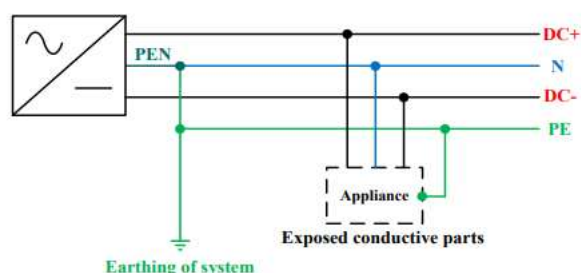 DC+
PEN
N
DC-
PE
Appliance
Exposed conductive parts
Earthing of system